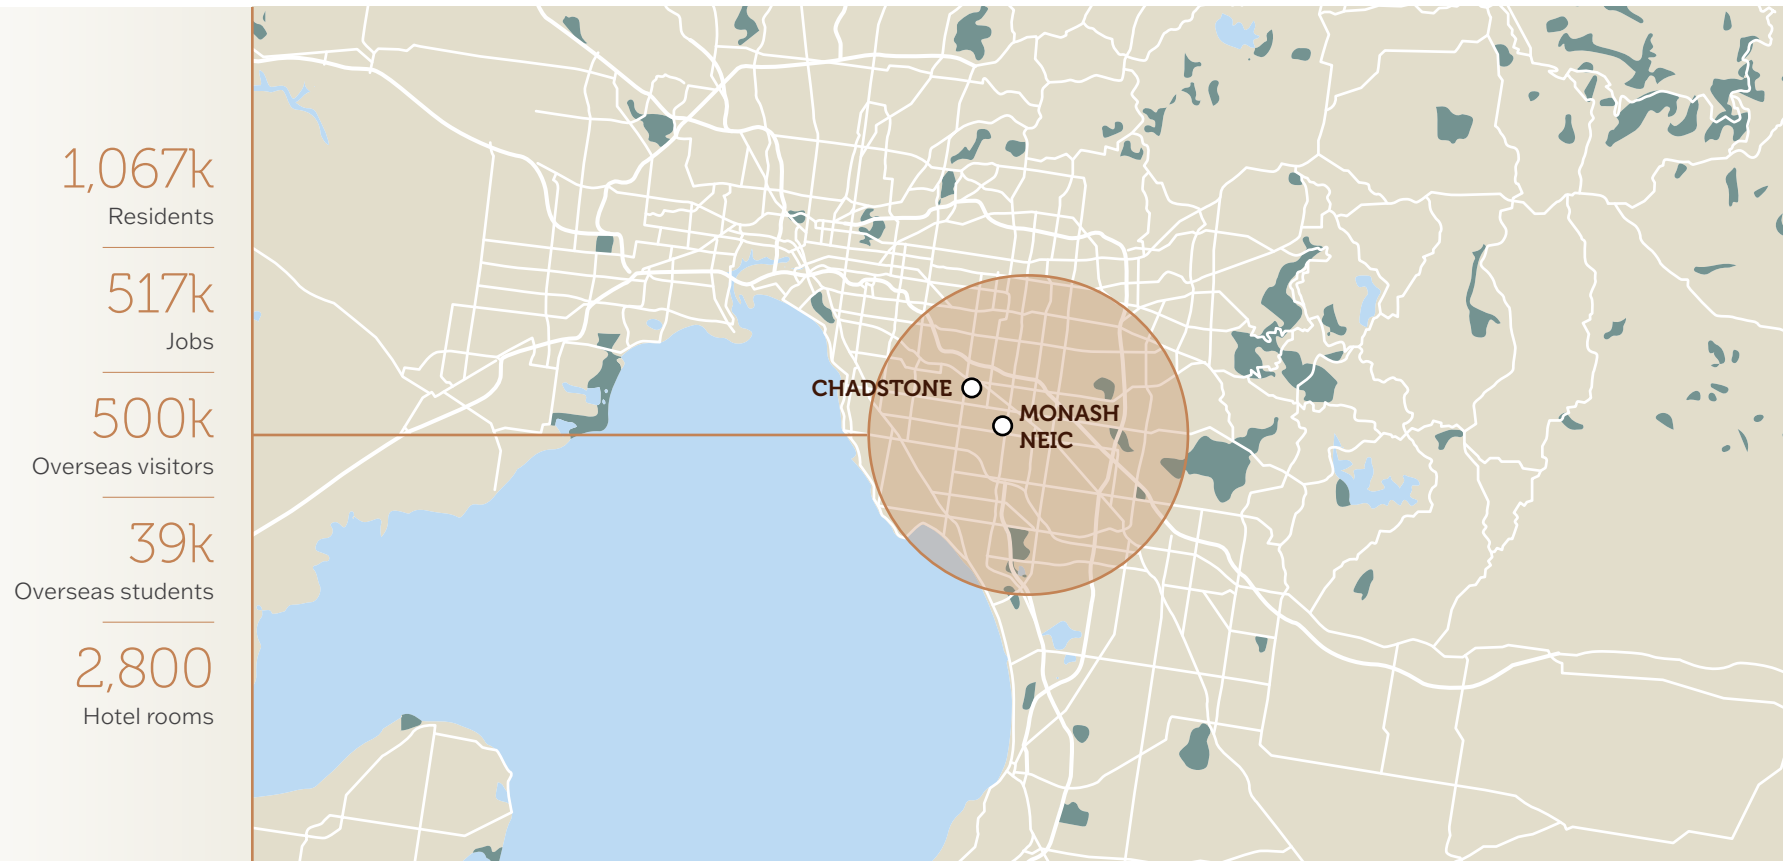 1,067k
Residents
517k
Jobs
500k
Overseas visitors
39k
Overseas students
2,800
Hotel rooms
CHADSTONE
MONASH
NEIC